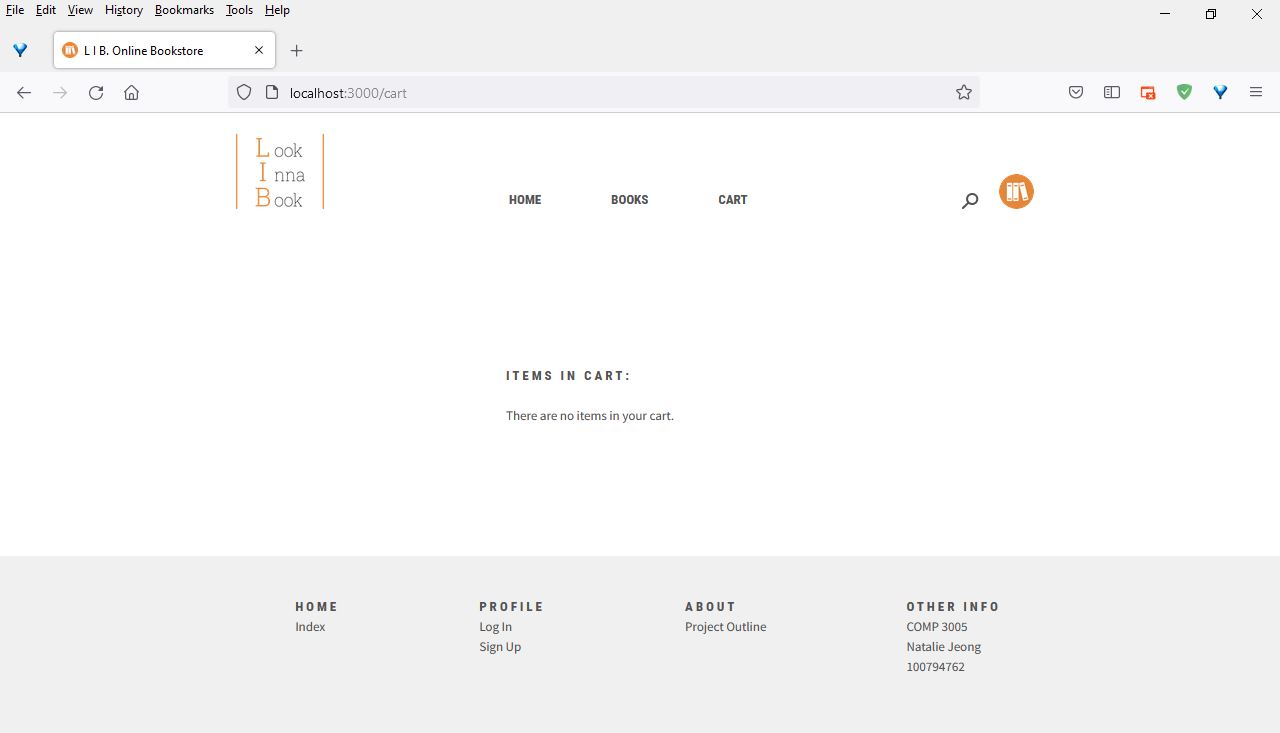 File Edit View History Bookmarks Tools Help
L I B. Online Bookstore
localhost:3000/cart
Look
Inna
Book
HOME BOOKS CART
ITEMS IN CART:
There are no items in your cart.
HOME PROFILE ABOUT OTHER INFO
Index Log In Project Outline COMP 3005
Sign Up Natalie Jeong
100794762